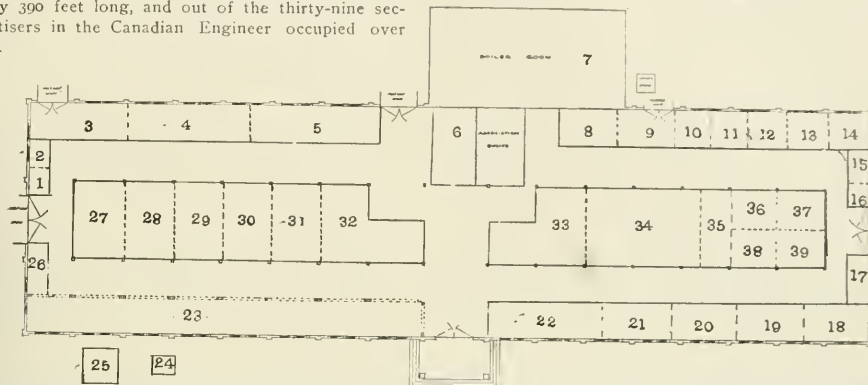 y 390 feet long, and out of the thirty-nine sec-
tisers in the Canadian Engineer occupied over
BOILER ROOM 7
3 4 5 6 8 9 10 11 12 13 14
2 15
1 16
27 28 29 30 31 32 33 34 35 36 37
38 39
26 17
23 22 21 20 19 18
25 24